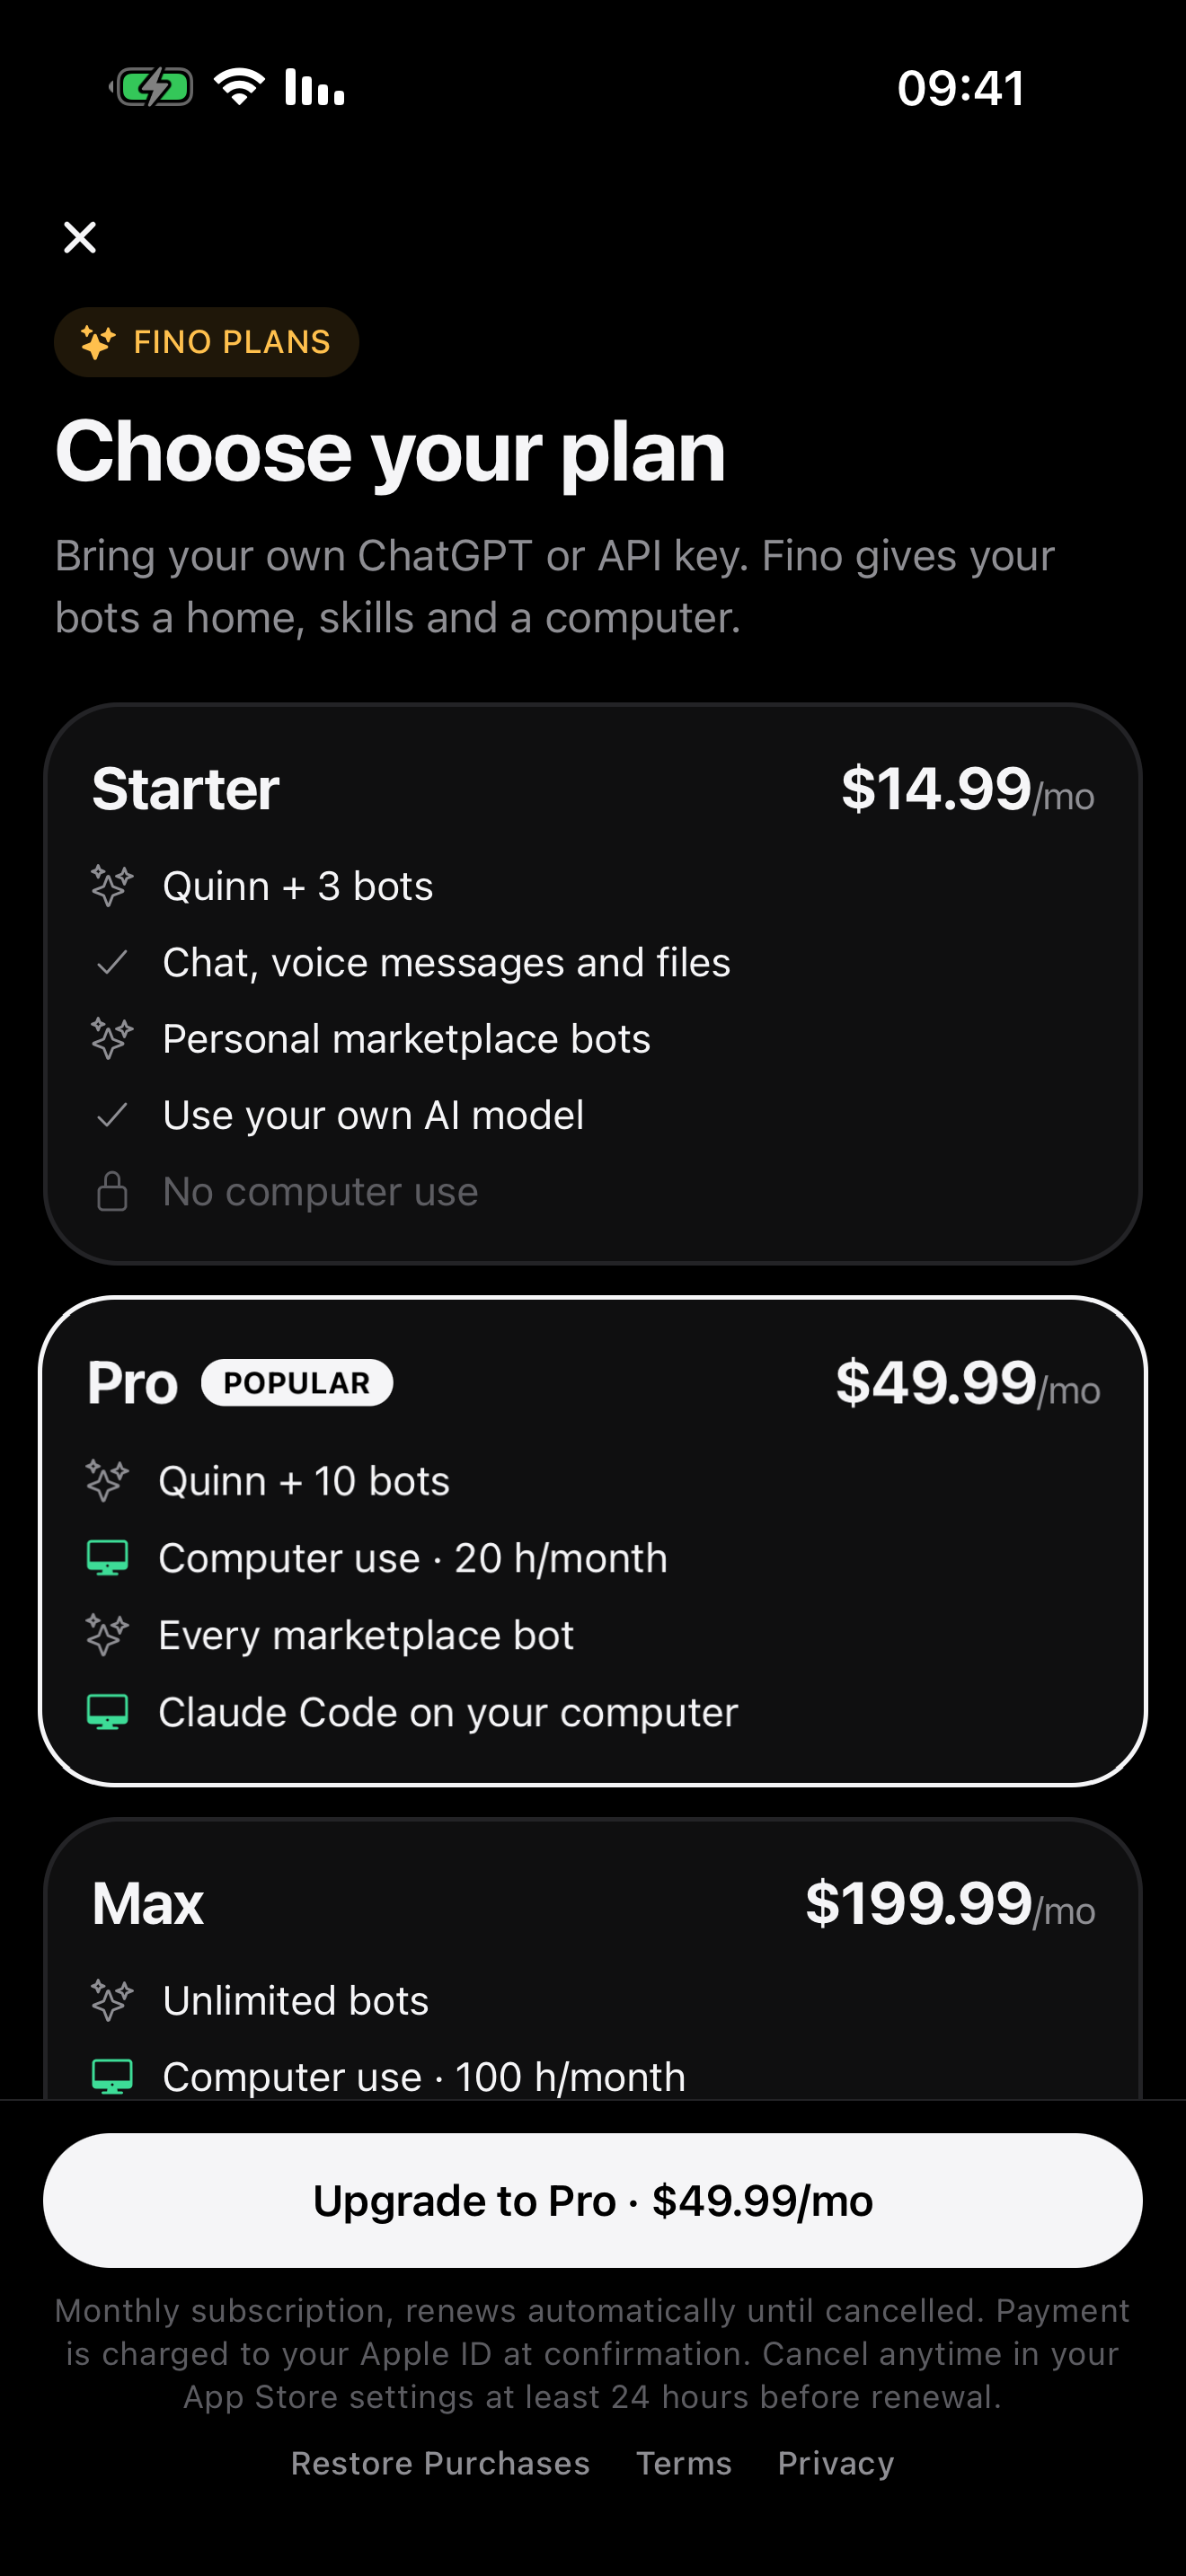 09:41
FINO PLANS
Choose your plan
Bring your own ChatGPT or API key. Fino gives your
bots a home, skills and a computer.
Starter $14.99/mo
Quinn + 3 bots
Chat, voice messages and files
Personal marketplace bots
Use your own AI model
No computer use
Pro POPULAR $49.99/mo
Quinn + 10 bots
Computer use · 20 h/month
Every marketplace bot
Claude Code on your computer
Max $199.99/mo
Unlimited bots
Computer use · 100 h/month
Upgrade to Pro · $49.99/mo
Monthly subscription, renews automatically until cancelled. Payment
is charged to your Apple ID at confirmation. Cancel anytime in your
App Store settings at least 24 hours before renewal.
Restore Purchases Terms Privacy